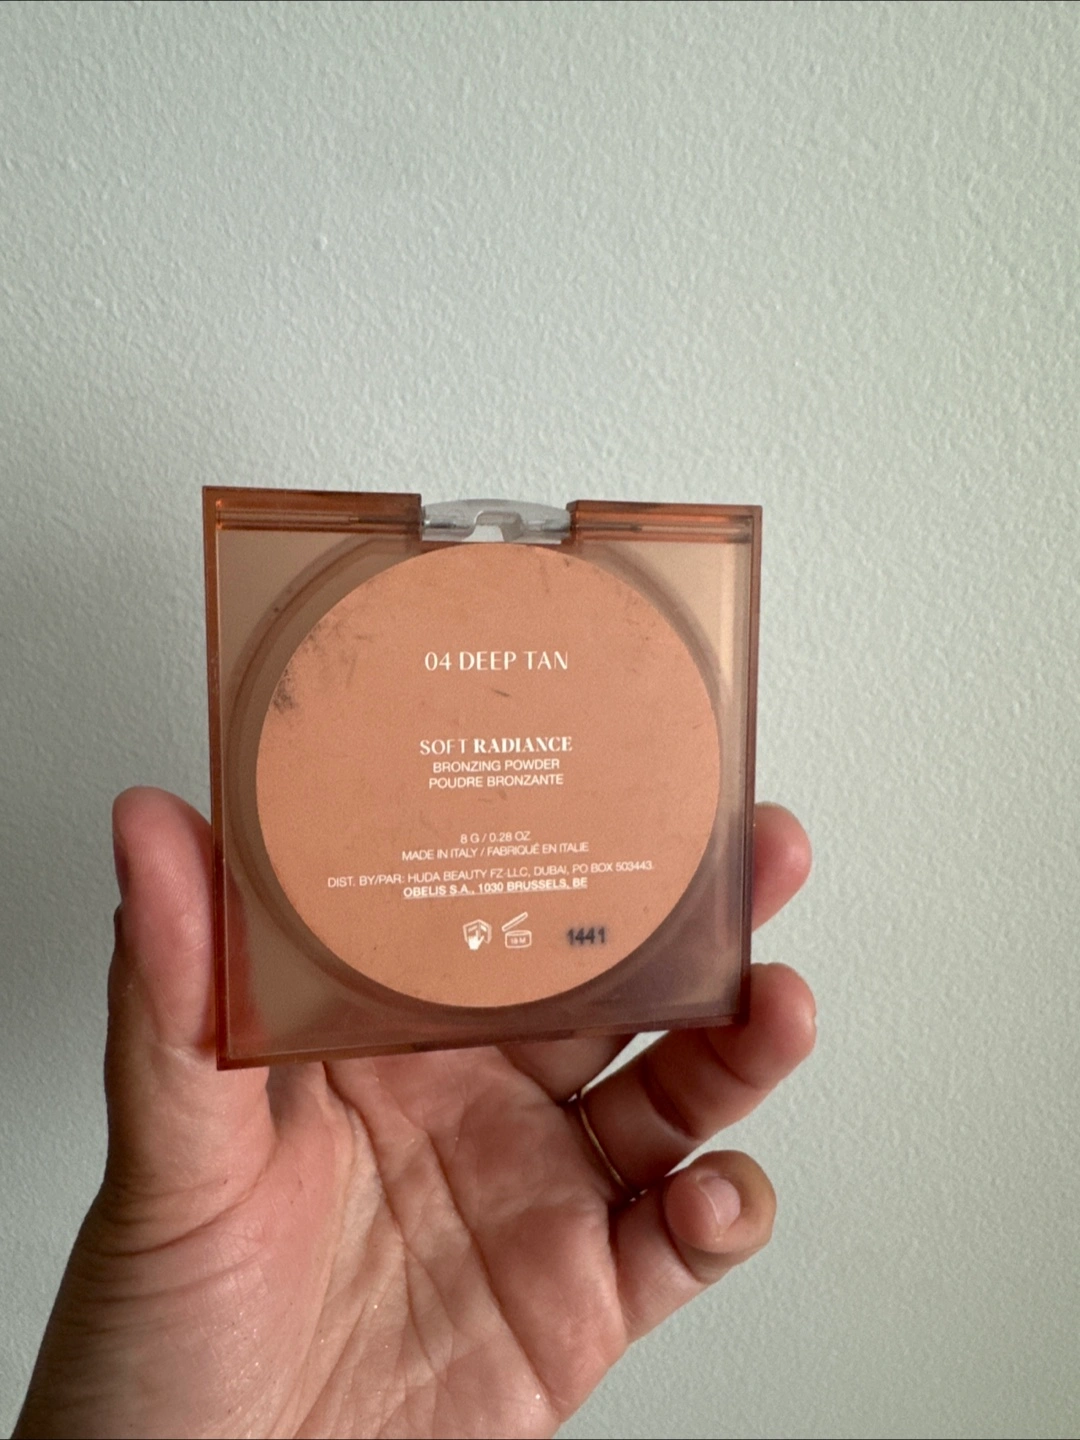 04 DEEP TAN
SOFT RADIANCE
BRONZING POWDER
POUDRE BRONZANTE
8 G / 0.28 OZ
MADE IN ITALY / FABRIQUÉ EN ITALIE
DIST. BY/PAR: HUDA BEAUTY FZ-LLC, DUBAI, PO BOX 503443.
OBELIS S.A., 1030 BRUSSELS, BE
18 M 1441